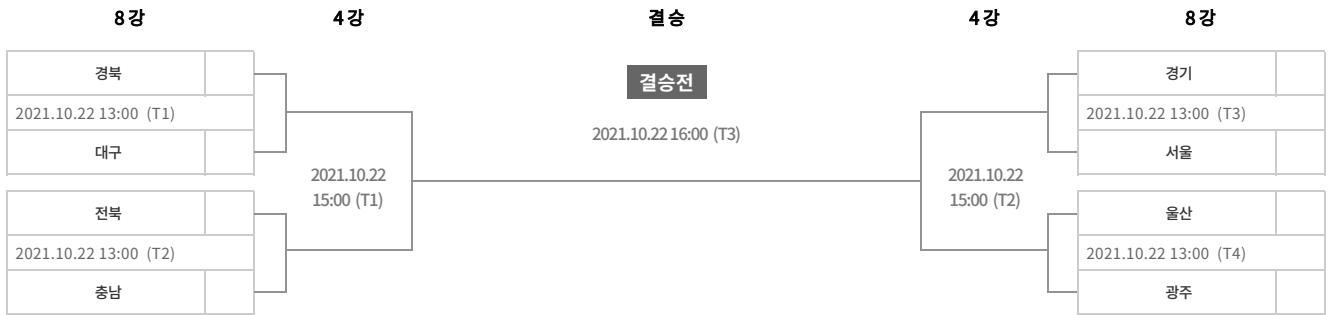 8강 4강 결승 4강 8강
경북
2021.10.22 13:00 (T1)
대구
전북
2021.10.22 13:00 (T2)
충남
2021.10.22
15:00 (T1)
결승전
2021.10.22 16:00 (T3)
2021.10.22
15:00 (T2)
경기
2021.10.22 13:00 (T3)
서울
울산
2021.10.22 13:00 (T4)
광주